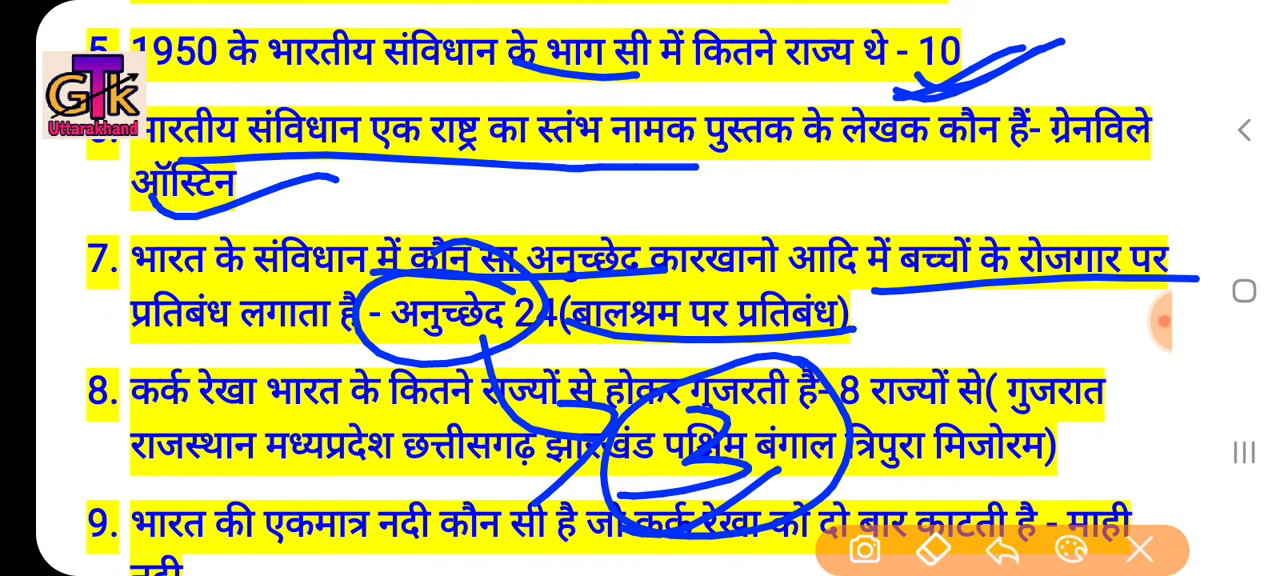 5. 1950 के भारतीय संविधान के भाग सी में कितने राज्य थे - 10
GTK
Uttarakhand
भारतीय संविधान एक राष्ट्र का स्तंभ नामक पुस्तक के लेखक कौन हैं- ग्रेनविले
ऑस्टिन
7. भारत के संविधान में कौन सा अनुच्छेद कारखानो आदि में बच्चों के रोजगार पर
प्रतिबंध लगाता है - अनुच्छेद 24(बालश्रम पर प्रतिबंध)
8. कर्क रेखा भारत के कितने राज्यों से होकर गुजरती है- 8 राज्यों से( गुजरात
राजस्थान मध्यप्रदेश छत्तीसगढ़ झारखंड पश्चिम बंगाल त्रिपुरा मिजोरम)
3
9. भारत की एकमात्र नदी कौन सी है जो कर्क रेखा को दो बार काटती है - माही
नदी